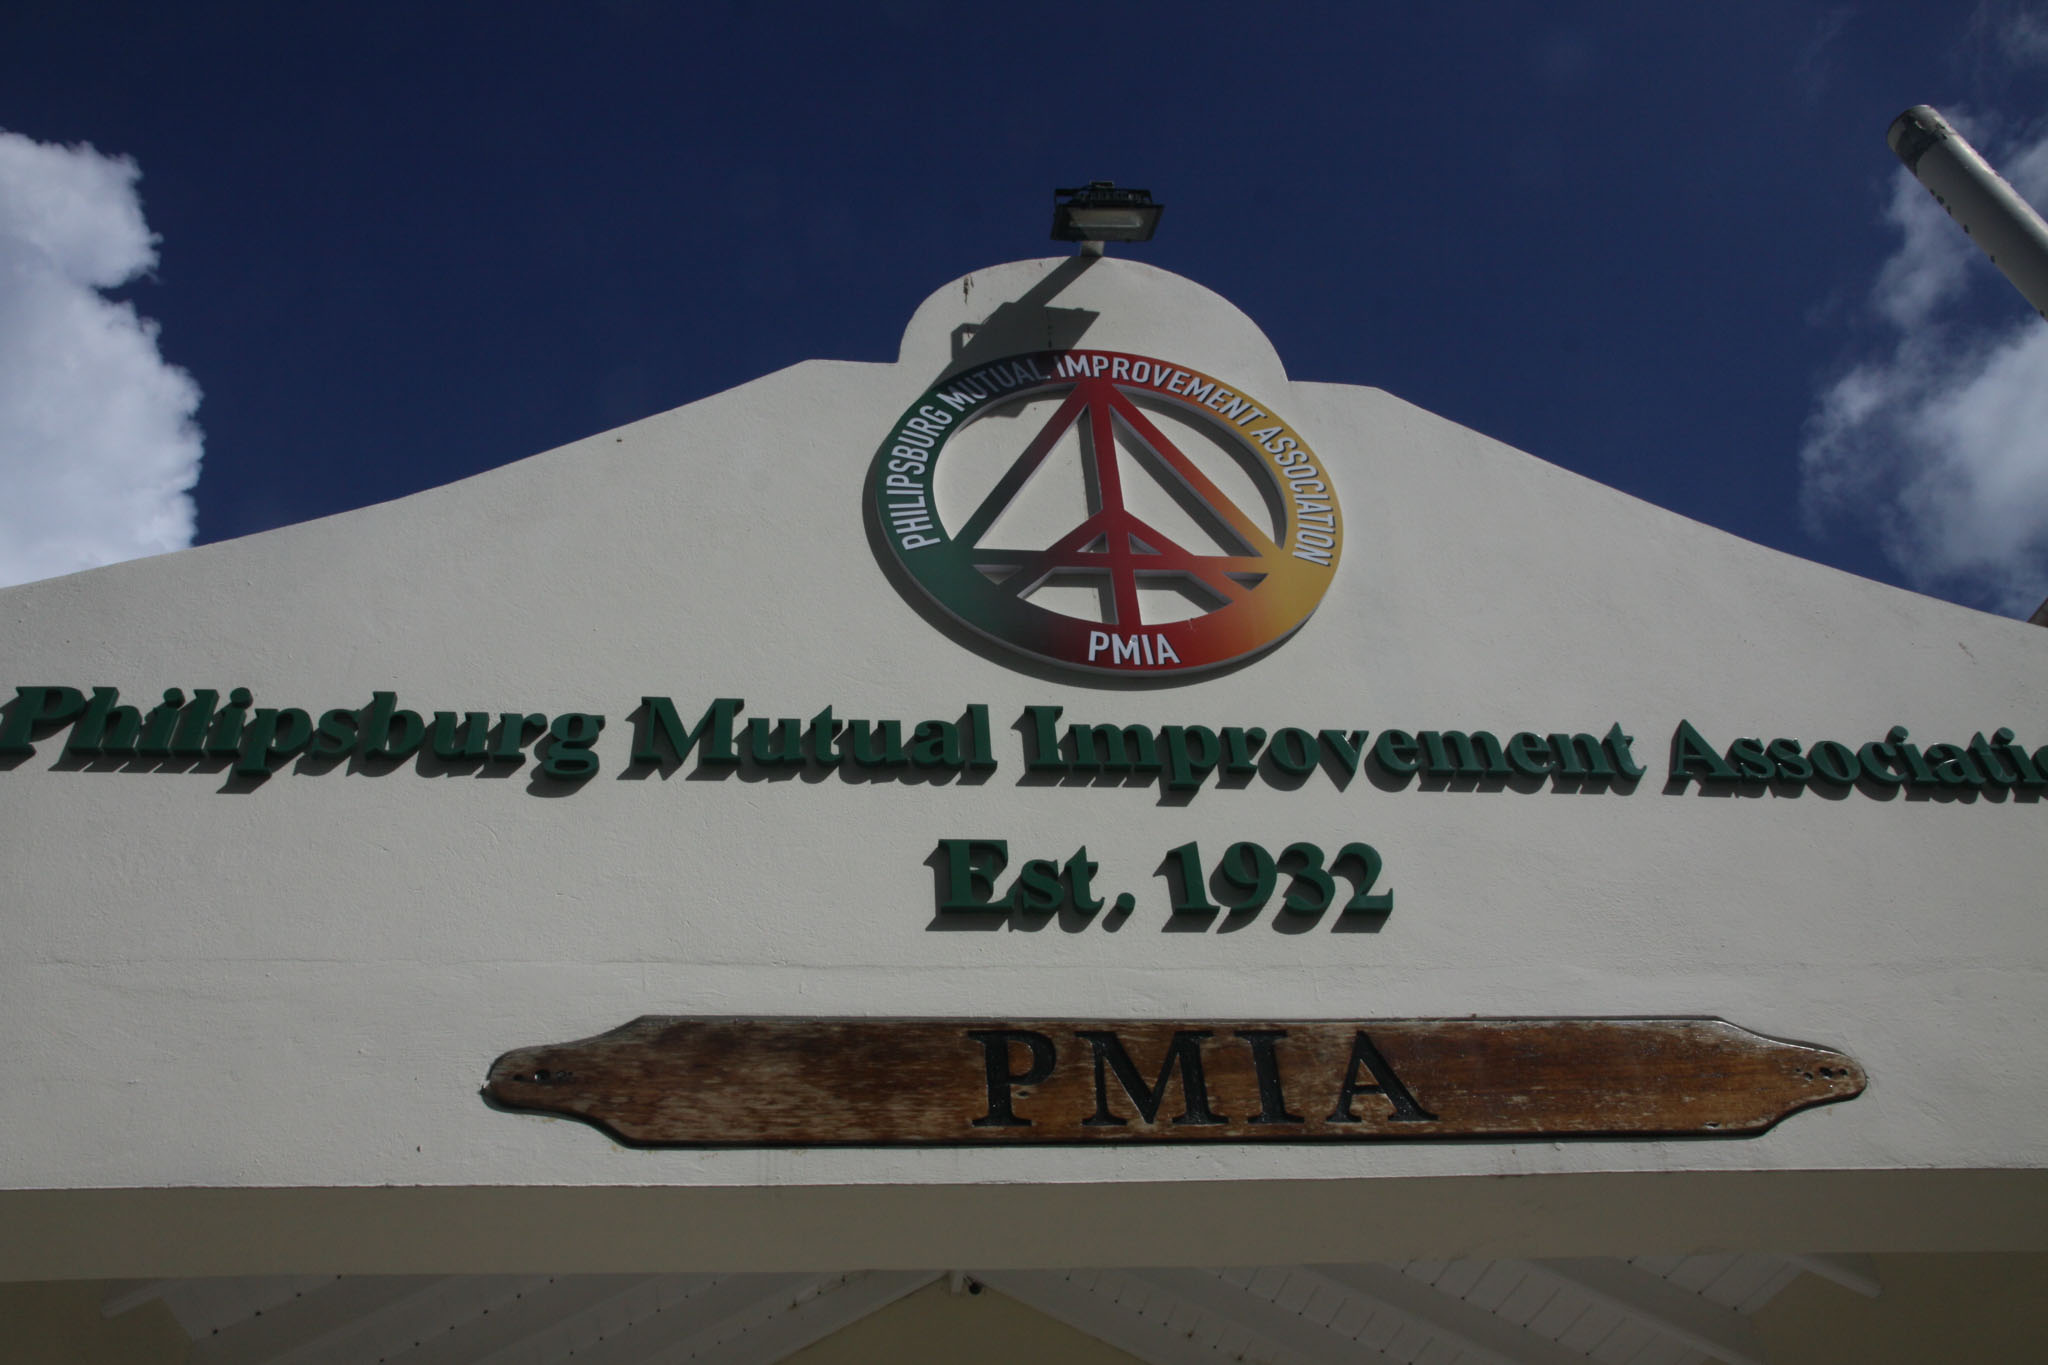 PHILIPSBURG MUTUAL IMPROVEMENT ASSOCIATION
PMIA
Philipsburg Mutual Improvement Associatio
Est. 1932
PMIA